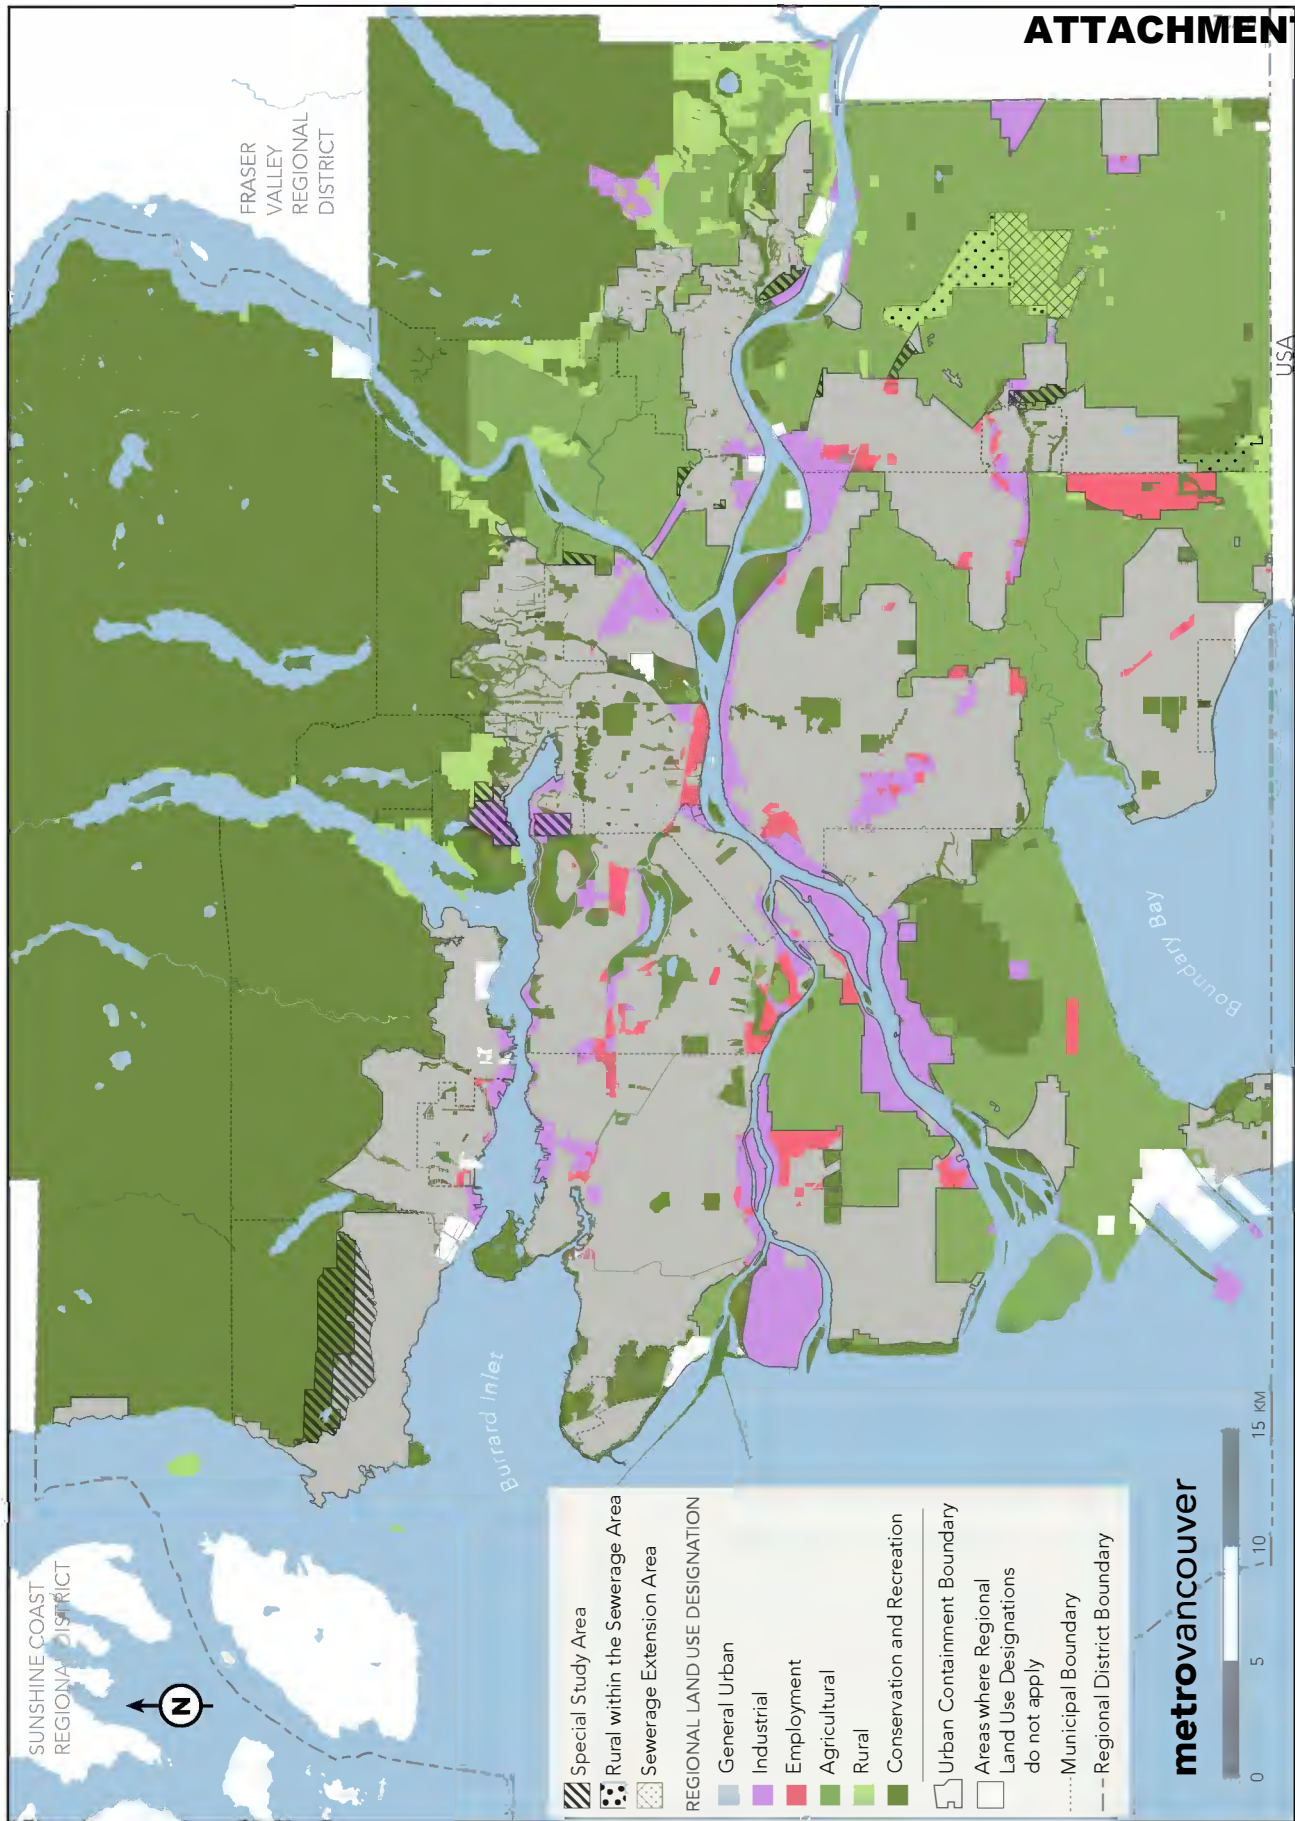 ATTACHMENT
FRASER
VALLEY
REGIONAL
DISTRICT
SUNSHINE COAST
REGIONAL DISTRICT
N
Burrard Inlet
Boundary Bay
USA
Special Study Area
Rural within the Sewerage Area
Sewerage Extension Area
REGIONAL LAND USE DESIGNATION
General Urban
Industrial
Employment
Agricultural
Rural
Conservation and Recreation
Urban Containment Boundary
Areas where Regional
Land Use Designations
do not apply
Municipal Boundary
Regional District Boundary
metrovancouver
0 5 10 15 KM